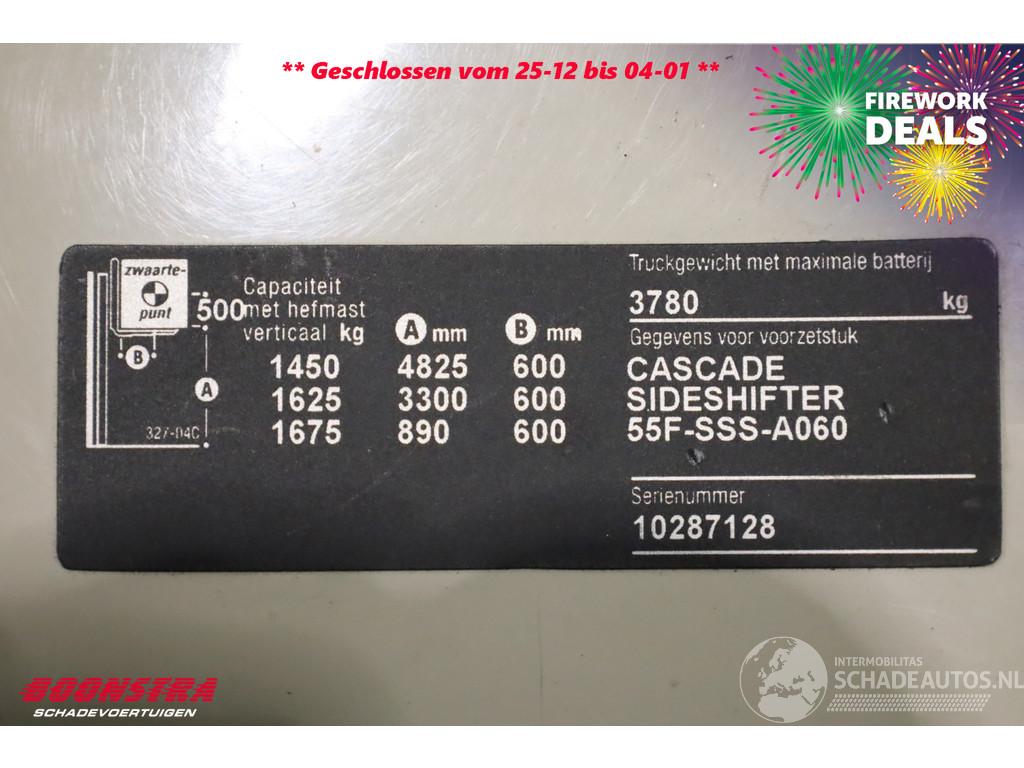 ** Geschlossen vom 25-12 bis 04-01 **
FIREWORK
DEALS
zwaarte-
punt
500
B
A
327-04C
Capaciteit
met hefmast
verticaal kg
A mm
B mm
1450 4825 600
1625 3300 600
1675 890 600
Truckgewicht met maximale batterij
3780 kg
Gegevens voor voorzetstuk
CASCADE
SIDESHIFTER
55F-SSS-A060
Serienummer
10287128
BOONSTRA
SCHADEVOERTUIGEN
INTERMOBILITAS
SCHADEAUTOS.NL